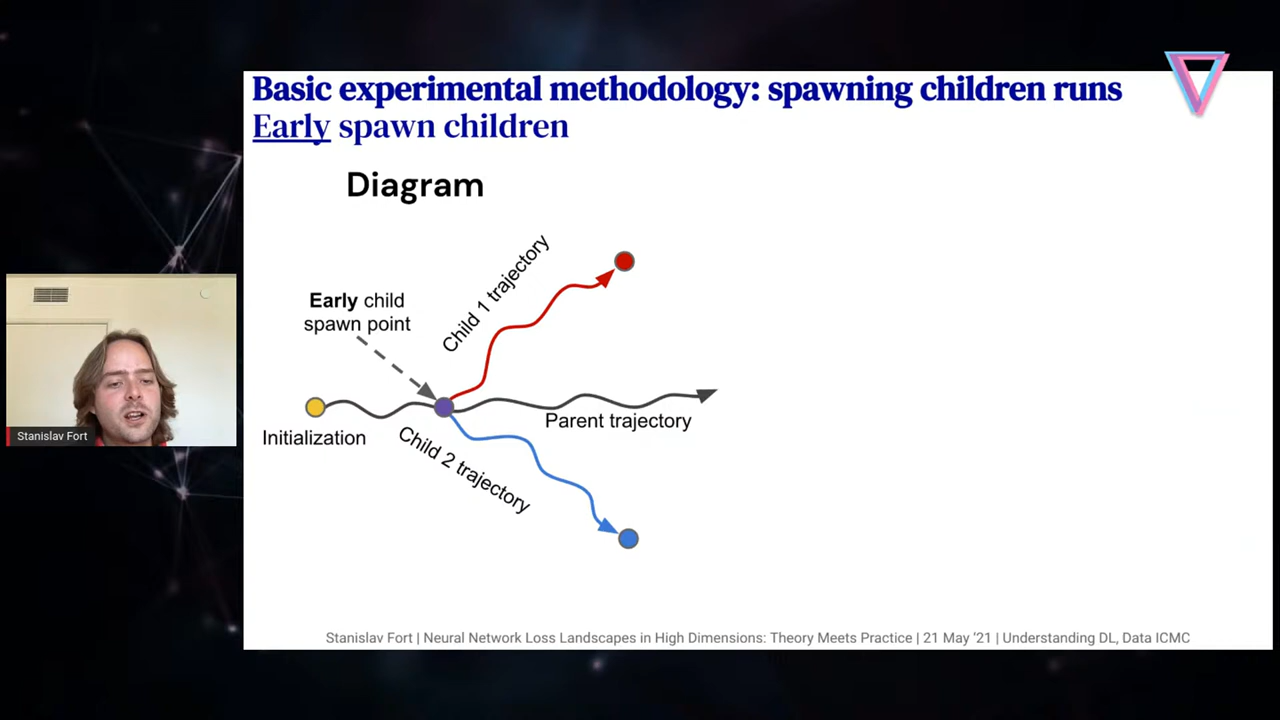 Basic experimental methodology: spawning children runs
Early spawn children
Diagram
Child 1 trajectory
Early child
spawn point
Parent trajectory
Initialization
Child 2 trajectory
Stanislav Fort
Stanislav Fort | Neural Network Loss Landscapes in High Dimensions: Theory Meets Practice | 21 May '21 | Understanding DL, Data ICMC